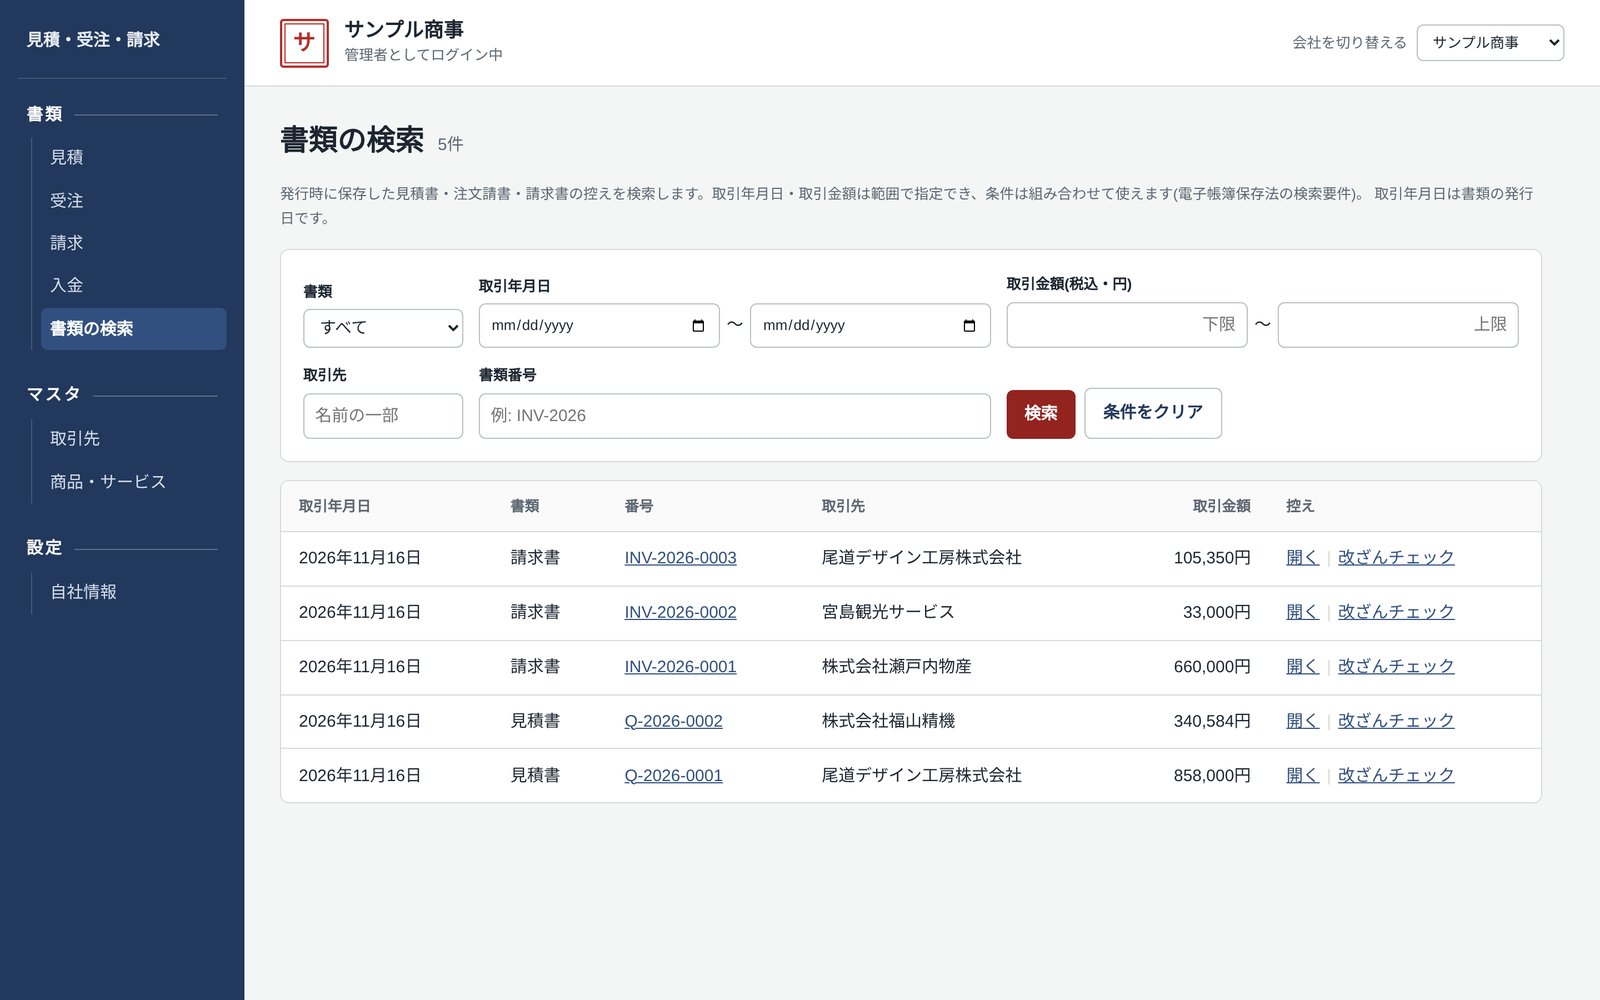 見積・受注・請求
書類
見積
受注
請求
入金
書類の検索
マスタ
取引先
商品・サービス
設定
自社情報
サ
サンプル商事
管理者としてログイン中
会社を切り替える
サンプル商事
書類の検索 5件
発行時に保存した見積書・注文請書・請求書の控えを検索します。取引年月日・取引金額は範囲で指定でき、条件は組み合わせて使えます(電子帳簿保存法の検索要件)。 取引年月日は書類の発行
日です。
書類
すべて
取引年月日
mm/dd/yyyy ～ mm/dd/yyyy
取引金額(税込・円)
下限 ～ 上限
取引先
名前の一部
書類番号
例: INV-2026
検索
条件をクリア
取引年月日 書類 番号 取引先 取引金額 控え
2026年11月16日 請求書 INV-2026-0003 尾道デザイン工房株式会社 105,350円 開く | 改ざんチェック
2026年11月16日 請求書 INV-2026-0002 宮島観光サービス 33,000円 開く | 改ざんチェック
2026年11月16日 請求書 INV-2026-0001 株式会社瀬戸内物産 660,000円 開く | 改ざんチェック
2026年11月16日 見積書 Q-2026-0002 株式会社福山精機 340,584円 開く | 改ざんチェック
2026年11月16日 見積書 Q-2026-0001 尾道デザイン工房株式会社 858,000円 開く | 改ざんチェック